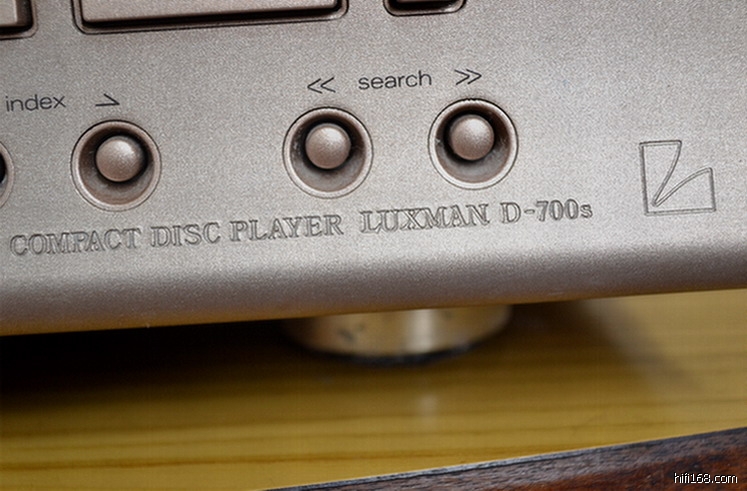 << search >>
index >
COMPACT DISC PLAYER LUXMAN D-700s
hifi168.com